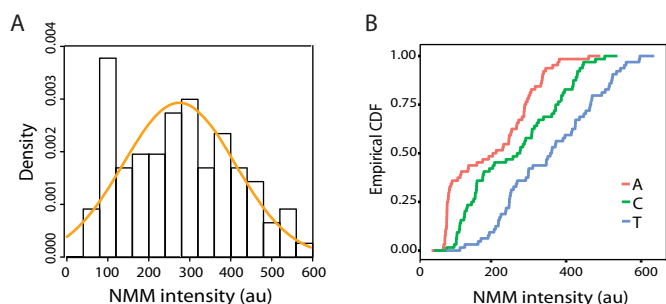 A
B
Density
0.000 0.001 0.002 0.003 0.004
0 100 200 300 400 500 600
NMM intensity (au)
Empirical CDF
1.00
0.75
0.50
0.25
0.00
A
C
T
0 200 400 600
NMM intensity (au)